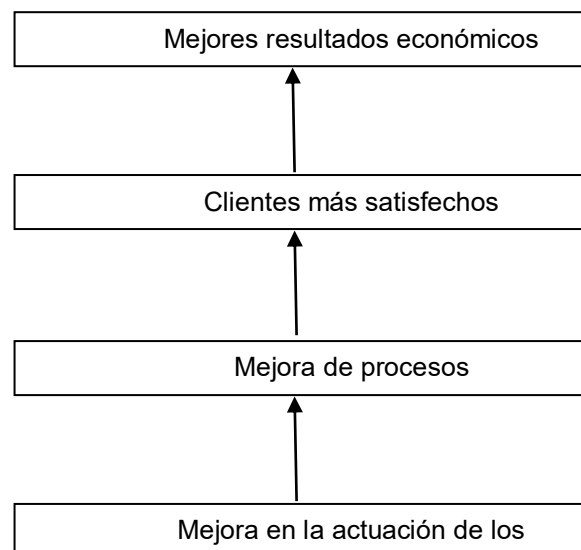 Mejores resultados económicos
Clientes más satisfechos
Mejora de procesos
Mejora en la actuación de los